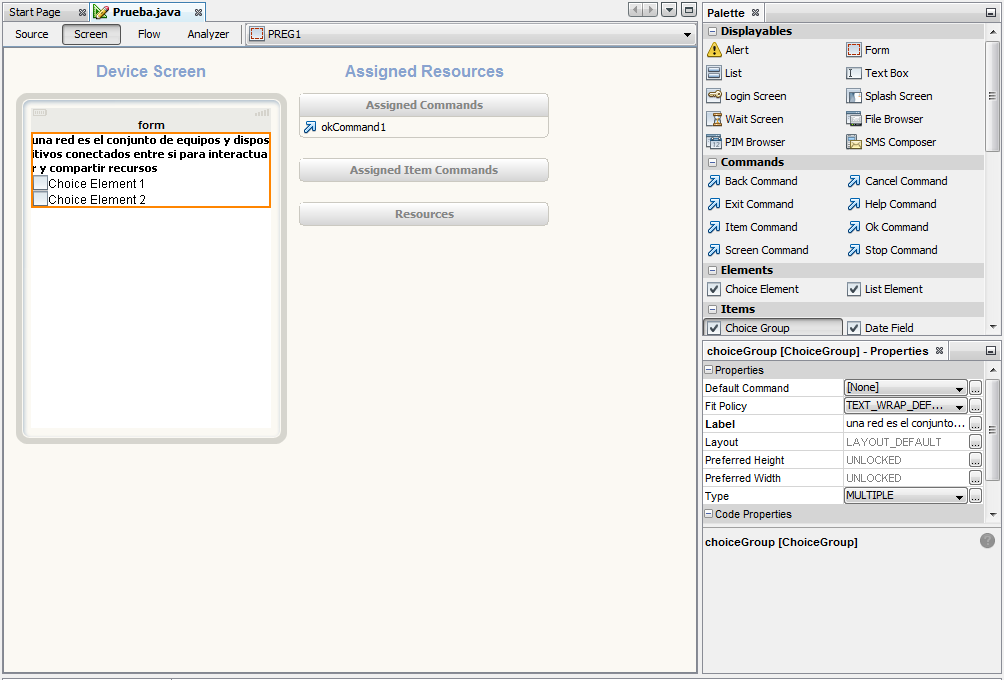 Start Page
Prueba.java
Source Screen Flow Analyzer PREG1
Device Screen
form
una red es el conjunto de equipos y dispos
itivos conectados entre si para interactua
r y compartir recursos
Choice Element 1
Choice Element 2
Assigned Resources
Assigned Commands
okCommand1
Assigned Item Commands
Resources
Palette
Displayables
Alert Form
List Text Box
Login Screen Splash Screen
Wait Screen File Browser
PIM Browser SMS Composer
Commands
Back Command Cancel Command
Exit Command Help Command
Item Command Ok Command
Screen Command Stop Command
Elements
Choice Element List Element
Items
Choice Group Date Field
choiceGroup [ChoiceGroup] - Properties
Properties
Default Command [None] ...
Fit Policy TEXT_WRAP_DEF... ...
Label una red es el conjunto... ...
Layout LAYOUT_DEFAULT ...
Preferred Height UNLOCKED ...
Preferred Width UNLOCKED ...
Type MULTIPLE ...
Code Properties
choiceGroup [ChoiceGroup] ?